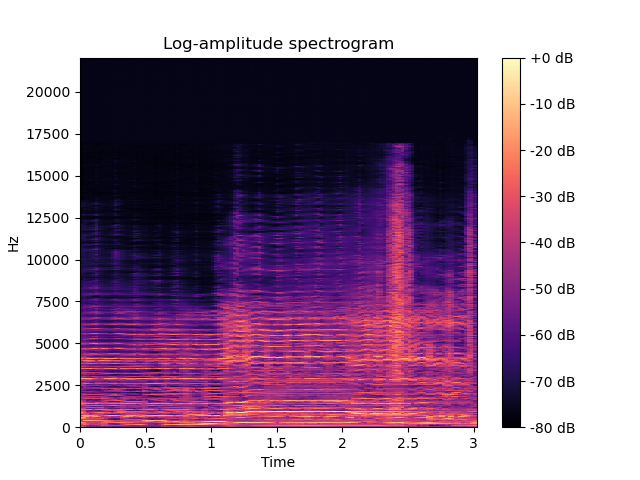 Log-amplitude spectrogram
20000
17500
15000
12500
10000
7500
5000
2500
0
Hz
0 0.5 1 1.5 2 2.5 3
Time
+0 dB
-10 dB
-20 dB
-30 dB
-40 dB
-50 dB
-60 dB
-70 dB
-80 dB